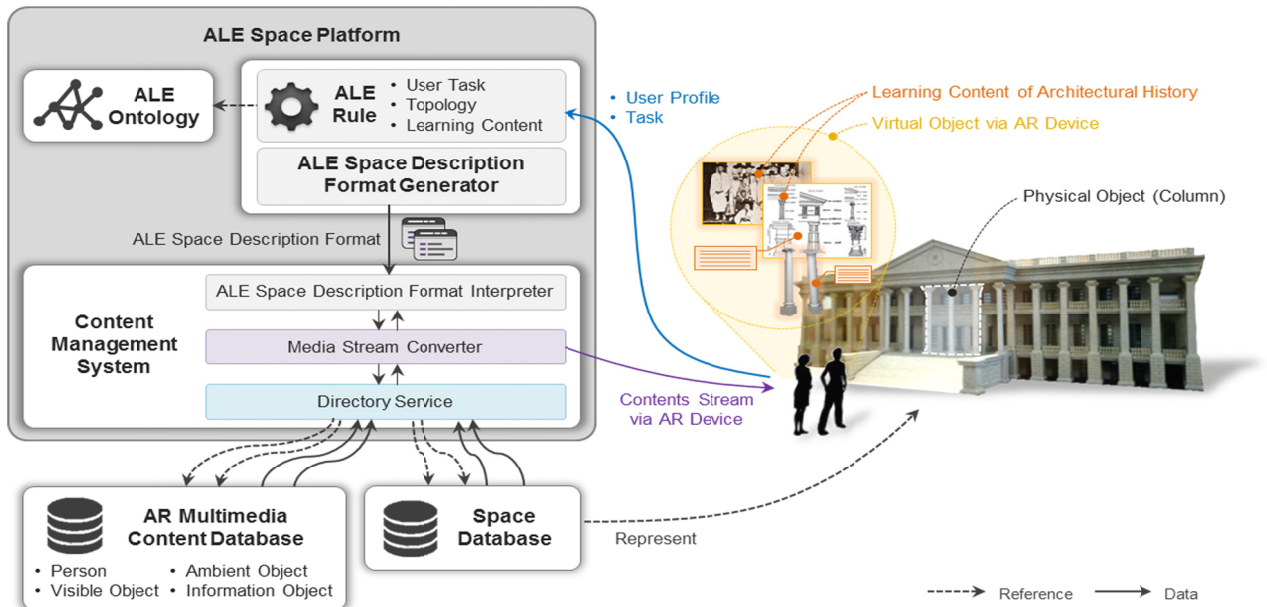 ALE Space Platform
ALE
Ontology
ALE
Rule
• User Task
• Topology
• Learning Content
ALE Space Description
Format Generator
ALE Space Description Format
Content
Management
System
ALE Space Description Format Interpreter
Media Stream Converter
Directory Service
AR Multimedia
Content Database
• Person
• Visible Object
• Ambient Object
• Information Object
Space
Database
• User Profile
• Task
Learning Content of Architectural History
Virtual Object via AR Device
Physical Object (Column)
Contents Stream
via AR Device
Represent
Reference
Data